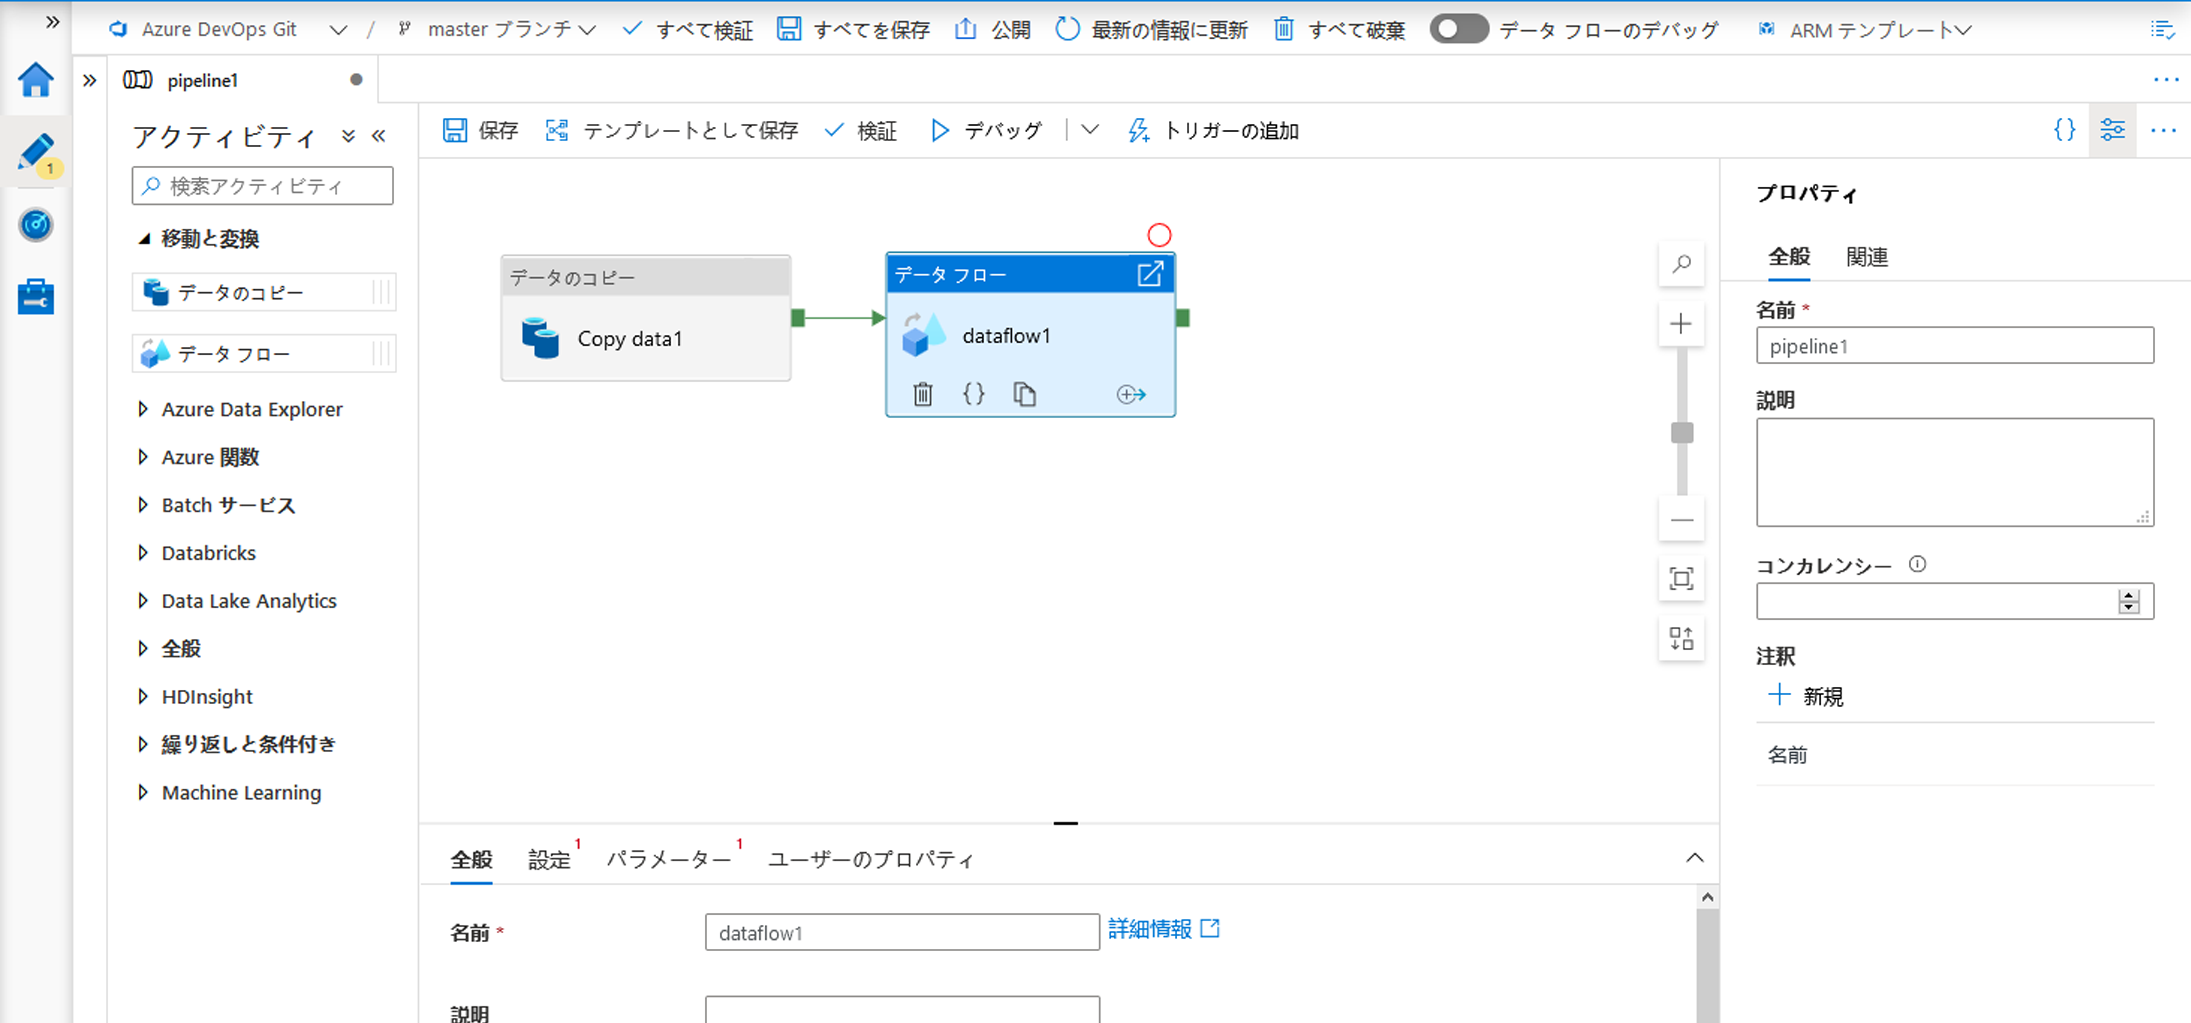 Azure DevOps Git / master ブランチ すべて検証 すべてを保存 公開 最新の情報に更新 すべて破棄 データ フローのデバッグ ARM テンプレート
pipeline1
アクティビティ
検索アクティビティ
移動と変換
データのコピー
データ フロー
Azure Data Explorer
Azure 関数
Batch サービス
Databricks
Data Lake Analytics
全般
HDInsight
繰り返しと条件付き
Machine Learning
1
保存 テンプレートとして保存 検証 デバッグ トリガーの追加
データのコピー
Copy data1
データ フロー
dataflow1
全般 設定 1 パラメーター 1 ユーザーのプロパティ
名前 *
dataflow1
詳細情報
説明
プロパティ
全般 関連
名前 *
pipeline1
説明
コンカレンシー
注釈
新規
名前